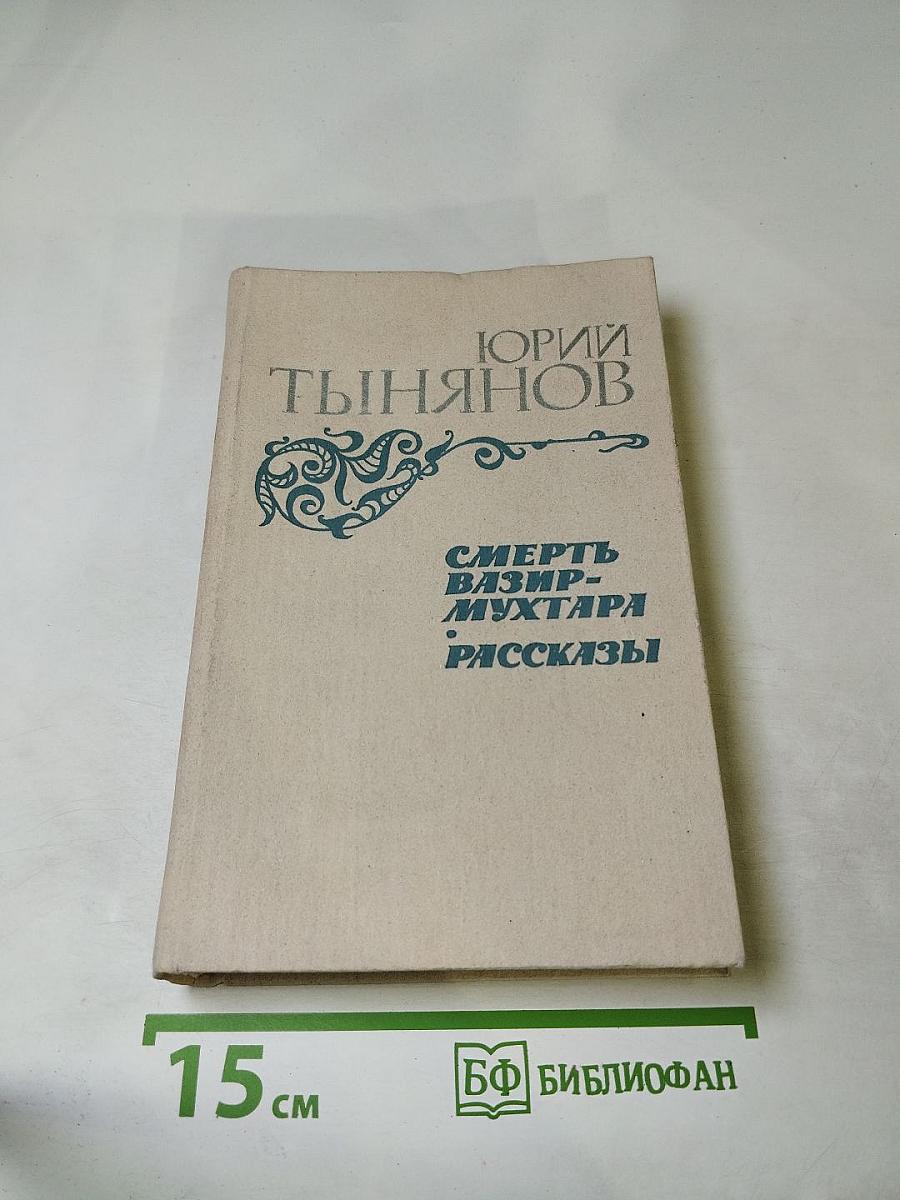 ЮРИЙ
ТЫНЯНОВ
СМЕРТЬ
ВАЗИР-
МУХТАРА
•
РАССКАЗЫ
15 см
БФ БИБЛИОФАН